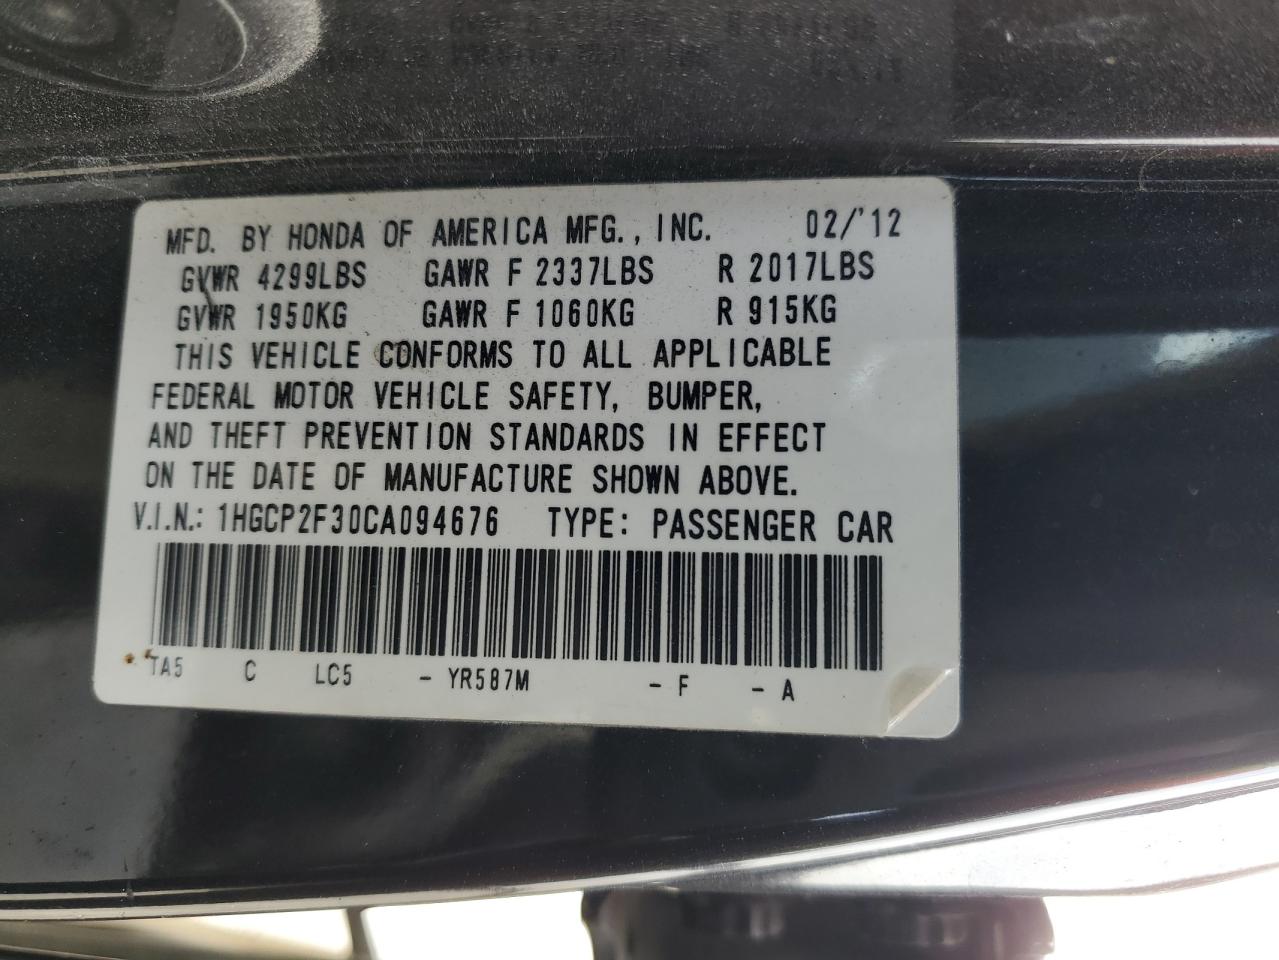 MFD. BY HONDA OF AMERICA MFG., INC. 02/'12
GVWR 4299LBS GAWR F 2337LBS R 2017LBS
GVWR 1950KG GAWR F 1060KG R 915KG
THIS VEHICLE CONFORMS TO ALL APPLICABLE
FEDERAL MOTOR VEHICLE SAFETY, BUMPER,
AND THEFT PREVENTION STANDARDS IN EFFECT
ON THE DATE OF MANUFACTURE SHOWN ABOVE.
V.I.N.: 1HGCP2F30CA094676 TYPE: PASSENGER CAR
TA5 C LC5 - YR587M - F - A